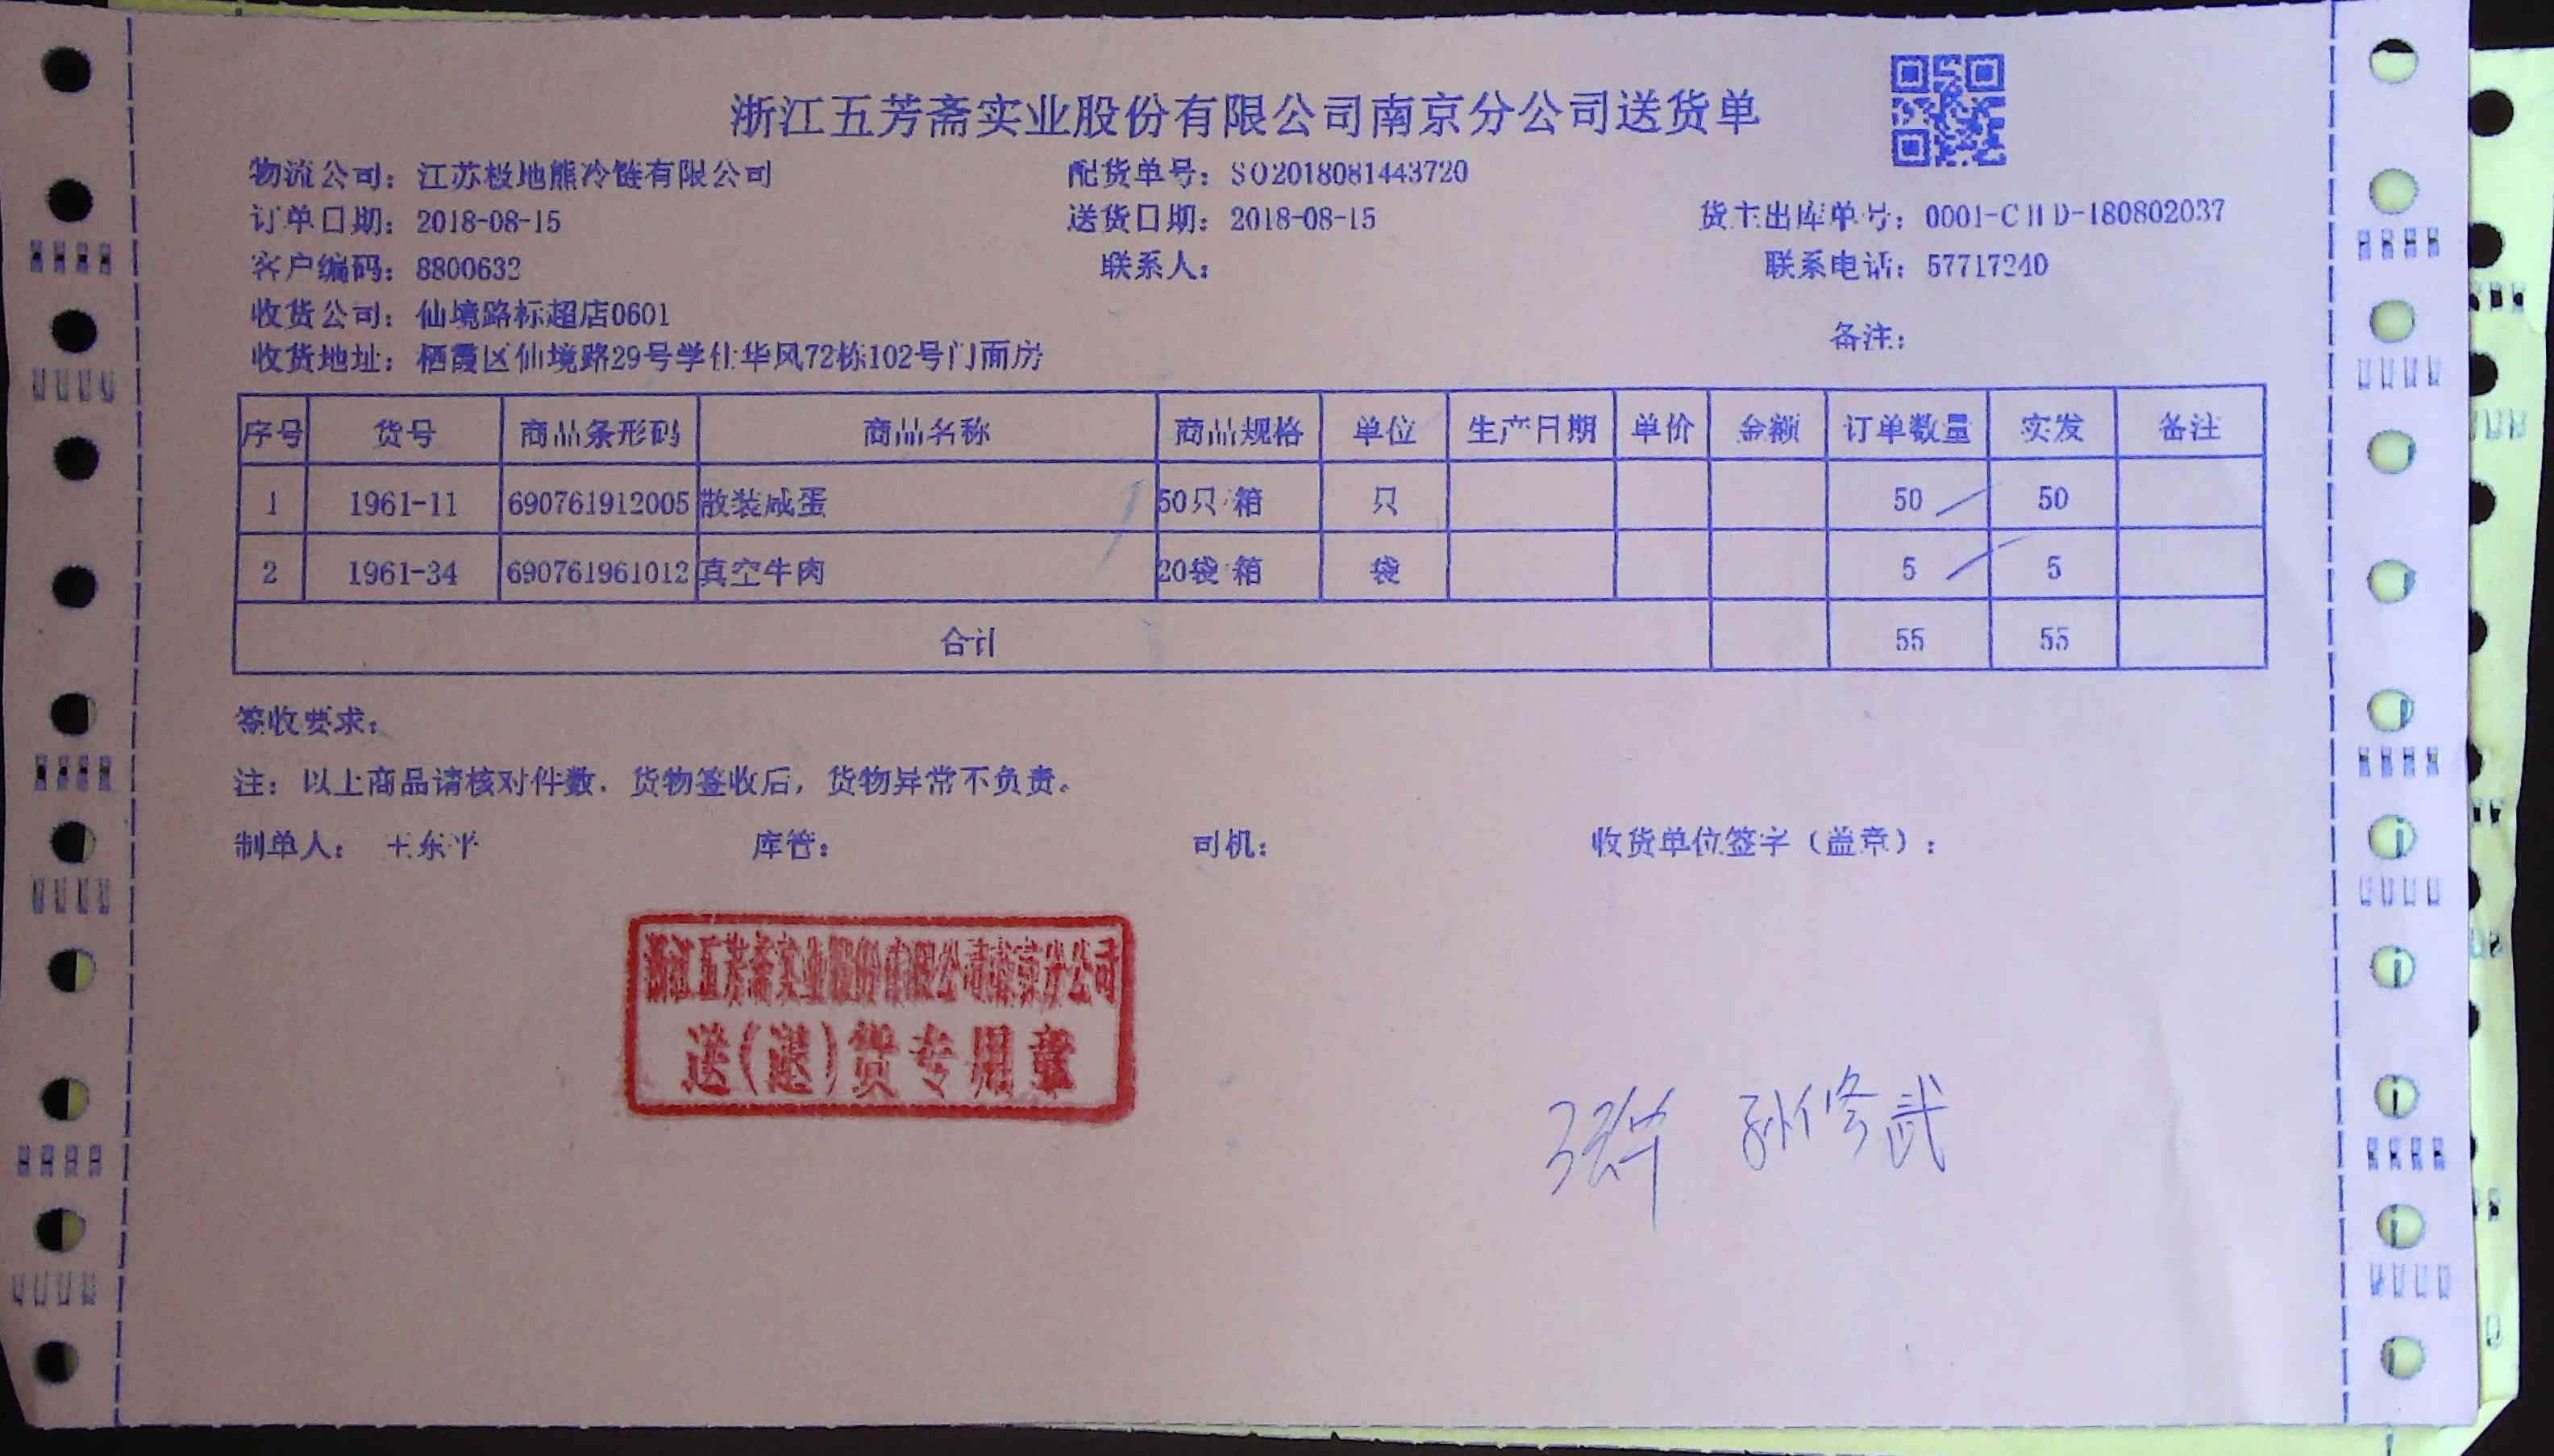 浙江五芳斋实业股份有限公司南京分公司送货单
物流公司：江苏极地熊冷链有限公司 配货单号：SO2018081443720
订单日期：2018-08-15 送货日期：2018-08-15 货主出库单号：0001-CHD-180802037
客户编码：8800632 联系人： 联系电话：57717240
收货公司：仙境路标超店0601
备注：
收货地址：栖霞区仙境路29号学仕华风72栋102号门面房
序号 货号 商品条形码 商品名称 商品规格 单位 生产日期 单价 金额 订单数量 实发 备注
1 1961-11 690761912005 散装咸蛋 50只/箱 只 50 50
2 1961-34 690761961012 真空牛肉 20袋/箱 袋 5 5
合计 55 55
签收要求：
注：以上商品请核对件数．货物签收后，货物异常不负责。
制单人： 王东平 库管： 司机： 收货单位签字（盖章）：
浙江五芳斋实业股份有限公司南京分公司
送(退)货专用章
孙修武